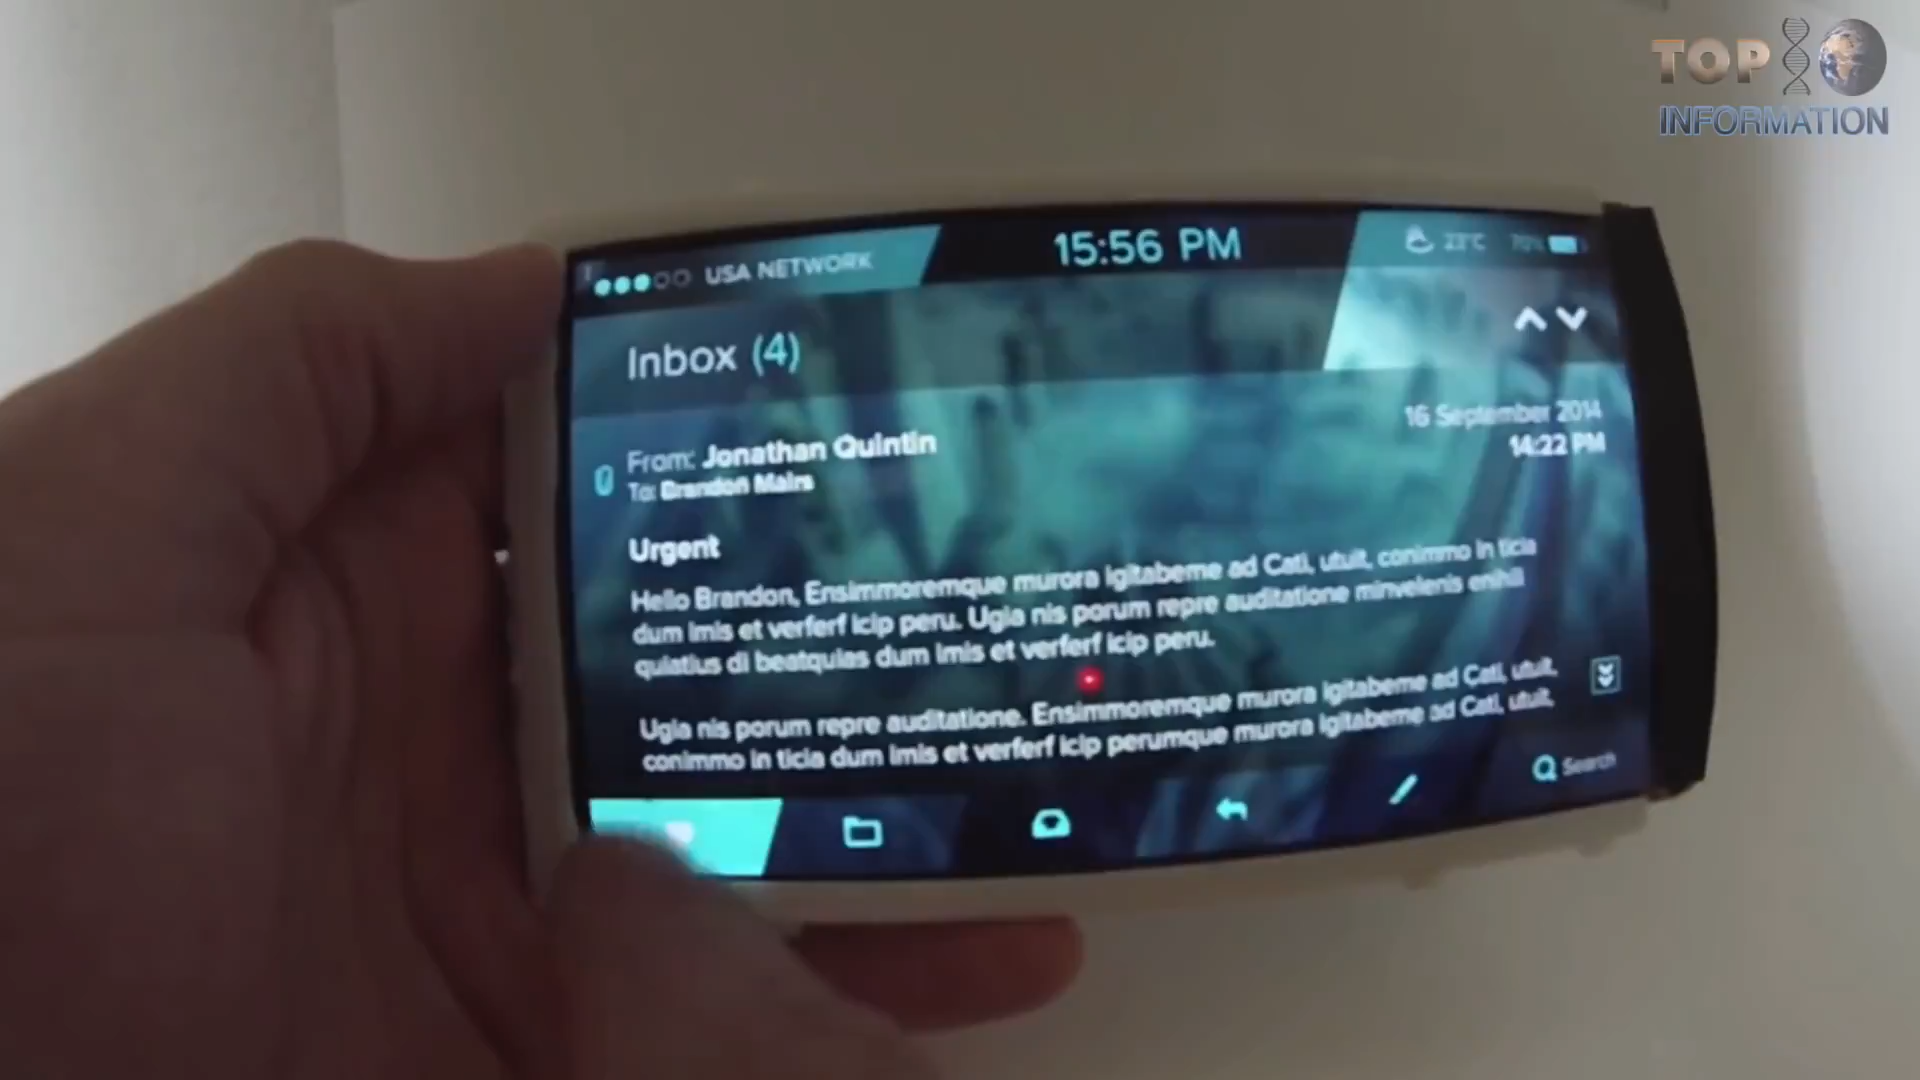 TOP 10
INFORMATION
USA NETWORK
15:56 PM
23°C 70%
Inbox (4)
16 September 2014
14:22 PM
From: Jonathan Quintin
To: Brandon Mairs
Urgent
Hello Brandon, Ensimmoremque murora igitabeme ad Cati, utuit, conimmo in ticia
dum imis et verferf icip peru. Ugia nis porum repre auditatione minvelenis enihil
quiatius di beatquias dum imis et verferf icip peru.
Ugia nis porum repre auditatione. Ensimmoremque murora igitabeme ad Cati, utuit,
conimmo in ticia dum imis et verferf icip perumque murora igitabeme ad Cati, utuit,
Search